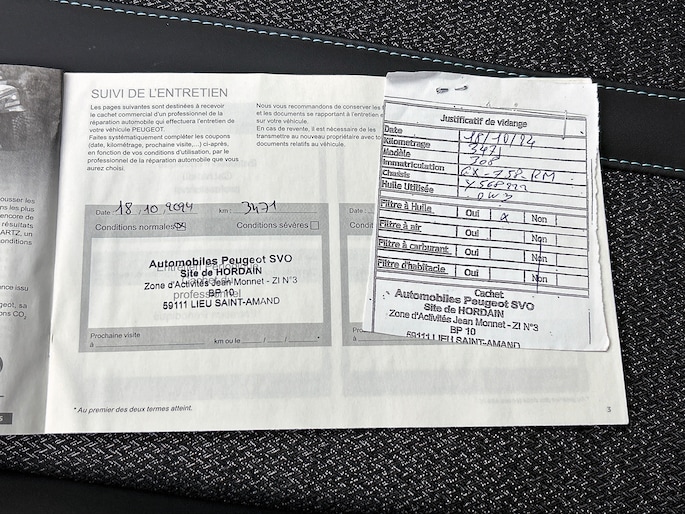 SUIVI DE L'ENTRETIEN
Les pages suivantes sont destinées à recevoir
le cachet commercial d'un professionnel de la
réparation automobile qui effectuera l'entretien de
votre véhicule PEUGEOT.
Faites systématiquement compléter les coupons
(date, kilométrage, prochaine visite,...) ci-après,
en fonction de vos conditions d'utilisation, par le
professionnel de la réparation automobile que vous
aurez choisi.
Nous vous recommandons de conserver les
et les documents se rapportant à l'entretien
sur votre véhicule.
En cas de revente, il est nécessaire de les
transmettre au nouveau propriétaire avec
documents relatifs au véhicule.
Date : 18.10.2024 km : 3471
Conditions normales Conditions sévères
Automobiles Peugeot SVO
Site de HORDAIN
Zone d'Activités Jean Monnet - ZI N°3
professionnel
BP 10
59111 LIEU SAINT-AMAND
Prochaine visite
à km ou le : / /
à
* Au premier des deux termes atteint.
3
Justificatif de vidange
Date 18/10/24
Kilométrage 3471
Modèle
Immatriculation
Chassis
Huile Utilisée
Filtre à Huile Oui x Non
Filtre à air Oui Non
Filtre à carburant Oui Non
Filtre d'habitacle Oui Non
Cachet
Automobiles Peugeot SVO
Site de HORDAIN
Zone d'Activités Jean Monnet - ZI N°3
BP 10
59111 LIEU SAINT-AMAND